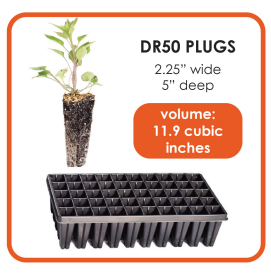 DR50 PLUGS
2.25” wide
5” deep
volume:
11.9 cubic
inches